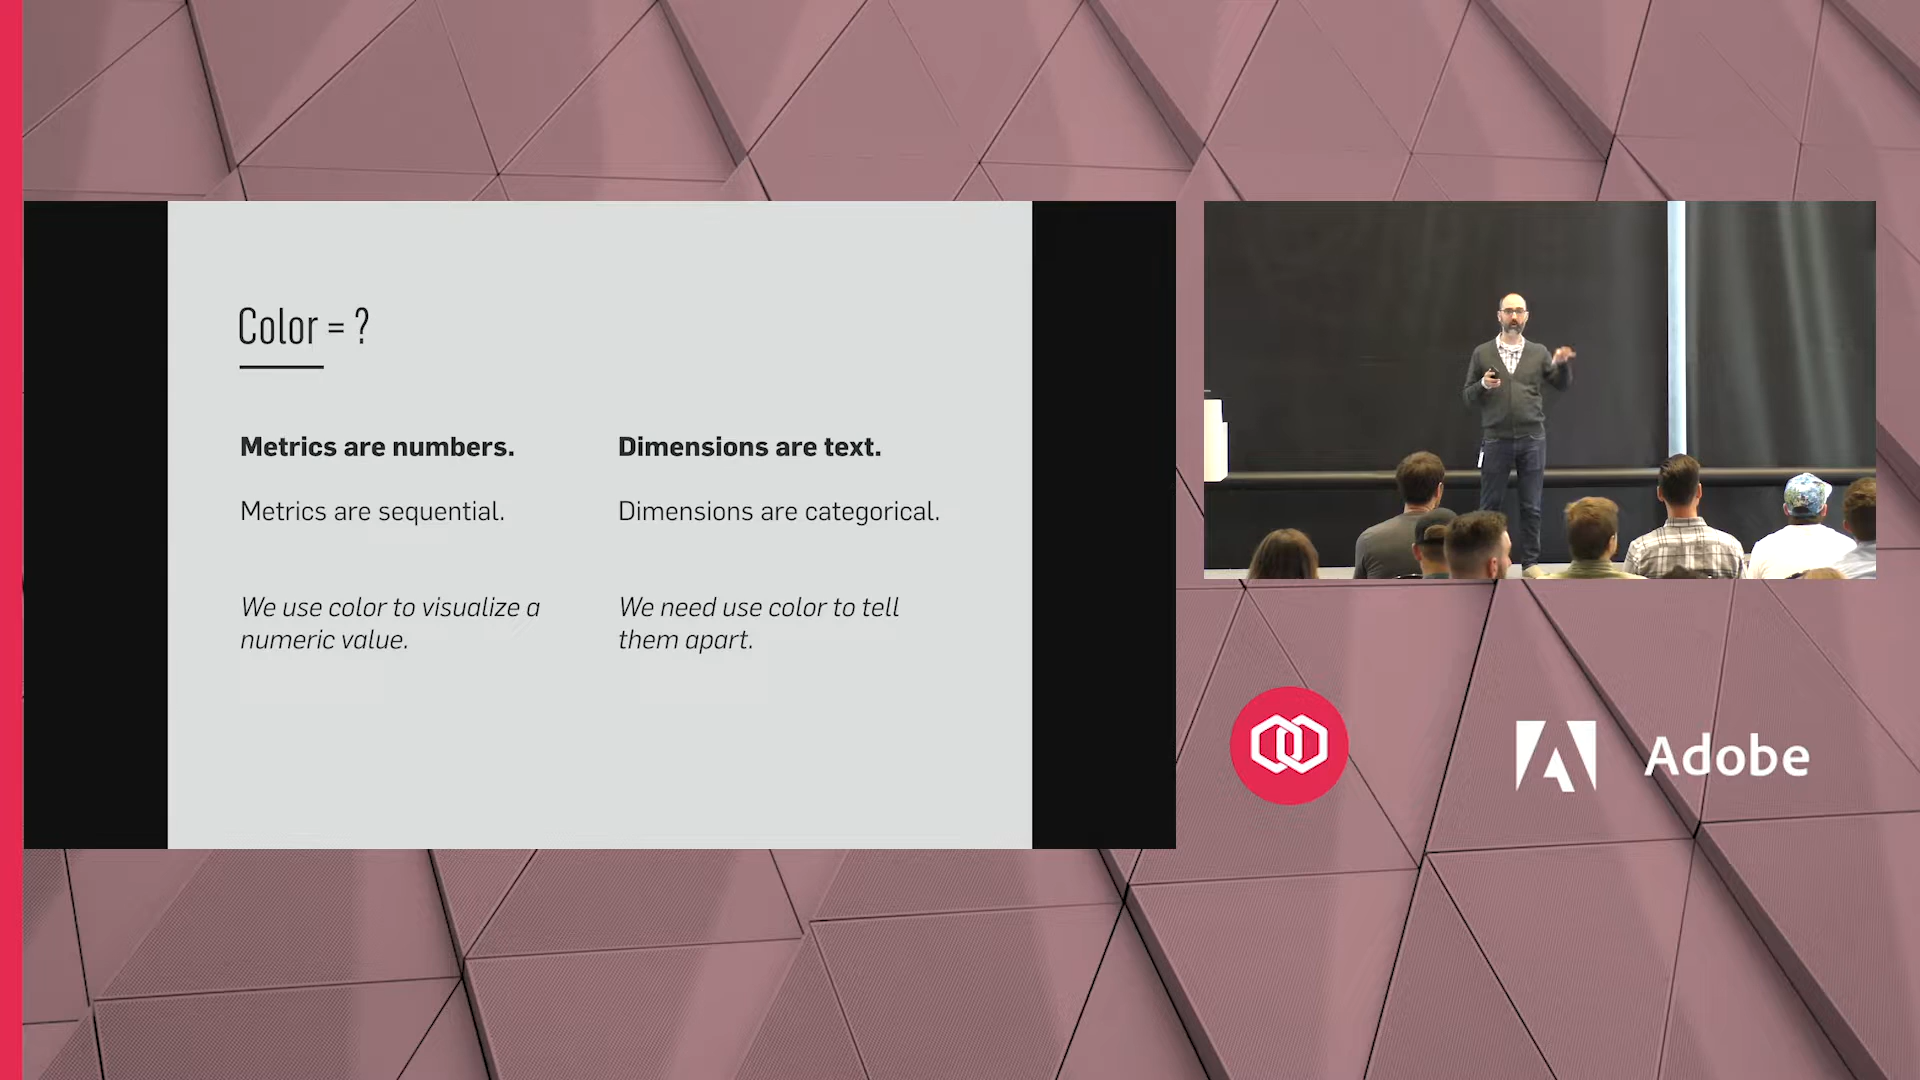 Color = ?
Metrics are numbers.
Metrics are sequential.
We use color to visualize a
numeric value.
Dimensions are text.
Dimensions are categorical.
We need use color to tell
them apart.
Adobe